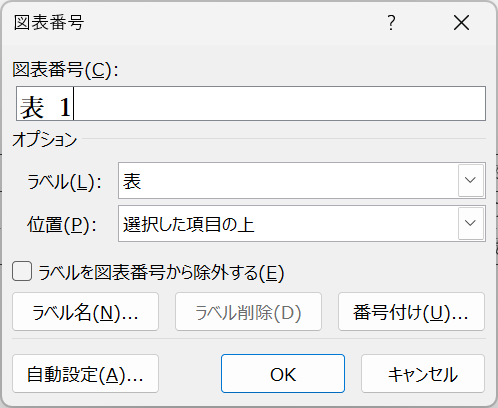 図表番号 ?
図表番号(C):
表 1
オプション
ラベル(L): 表
位置(P): 選択した項目の上
ラベルを図表番号から除外する(E)
ラベル名(N)... ラベル削除(D) 番号付け(U)...
自動設定(A)... OK キャンセル